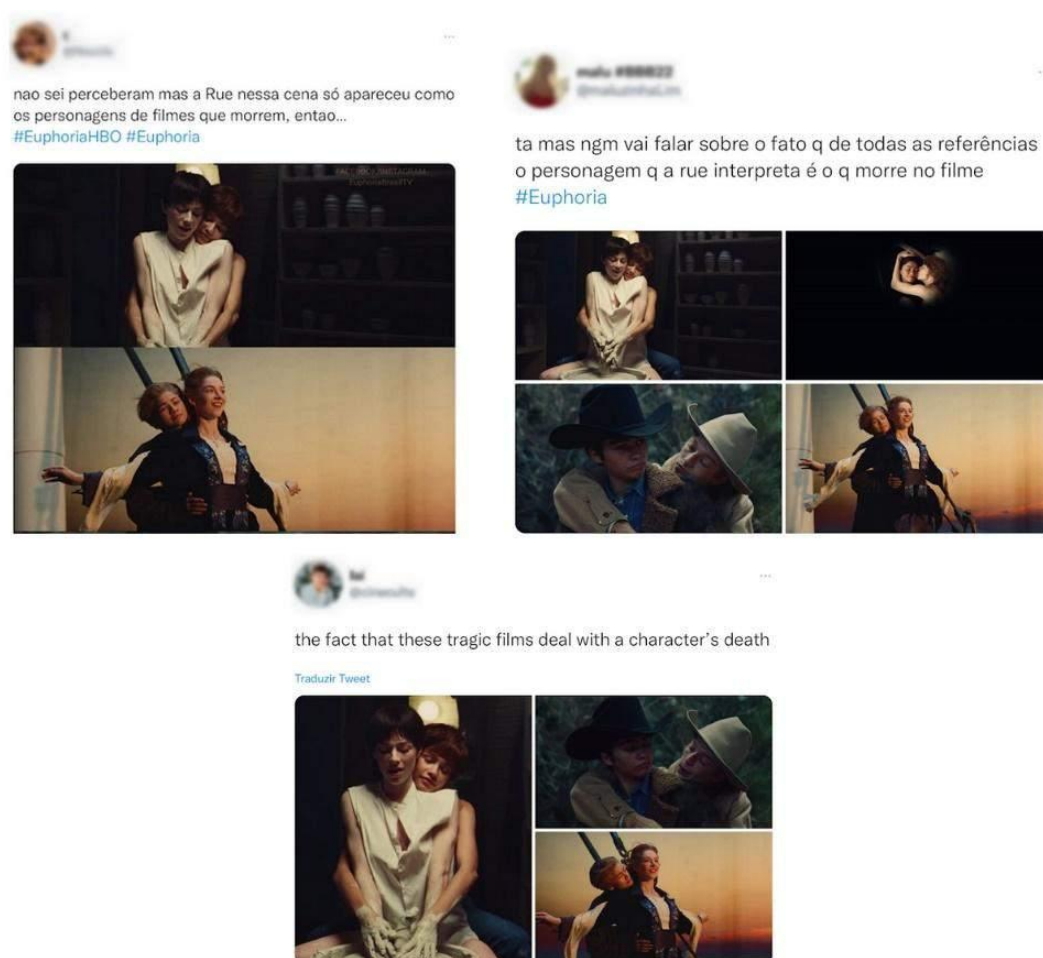 nao sei perceberam mas a Rue nessa cena só apareceu como
os personagens de filmes que morrem, entao...
#EuphoriaHBO #Euphoria
ta mas ngm vai falar sobre o fato q de todas as referências
o personagem q a rue interpreta é o q morre no filme
#Euphoria
the fact that these tragic films deal with a character’s death
Traduzir Tweet